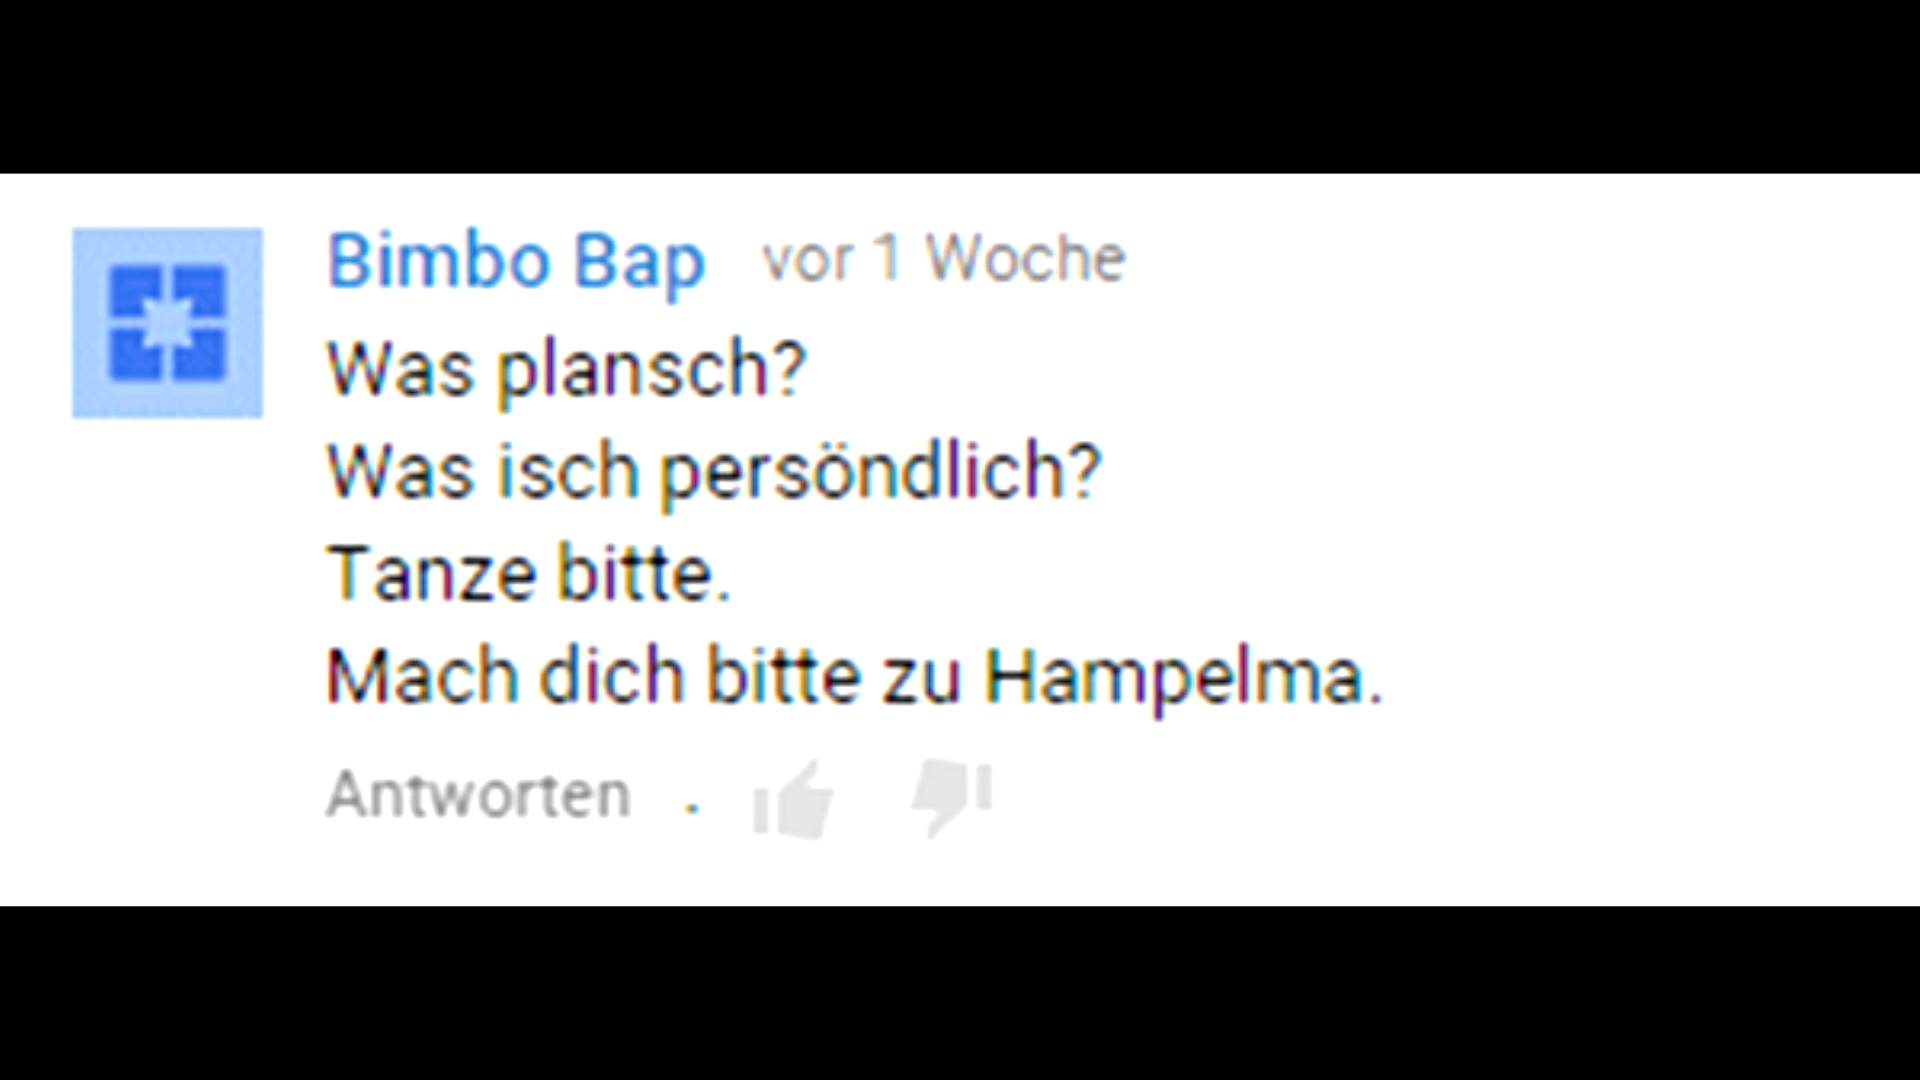 Bimbo Bap vor 1 Woche
Was plansch?
Was isch persöndlich?
Tanze bitte.
Mach dich bitte zu Hampelma.
Antworten .